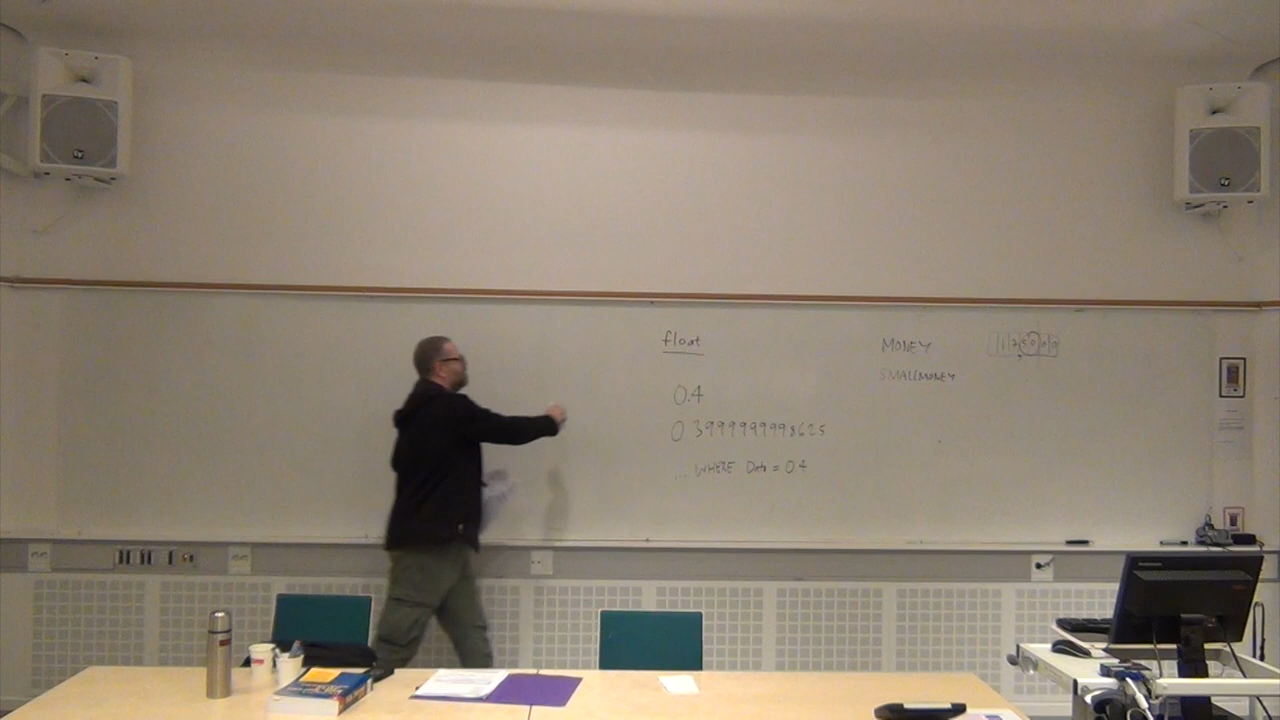 float
0.4
0 3999999998625
... WHERE Data = 0.4
MONEY
SMALLMONEY